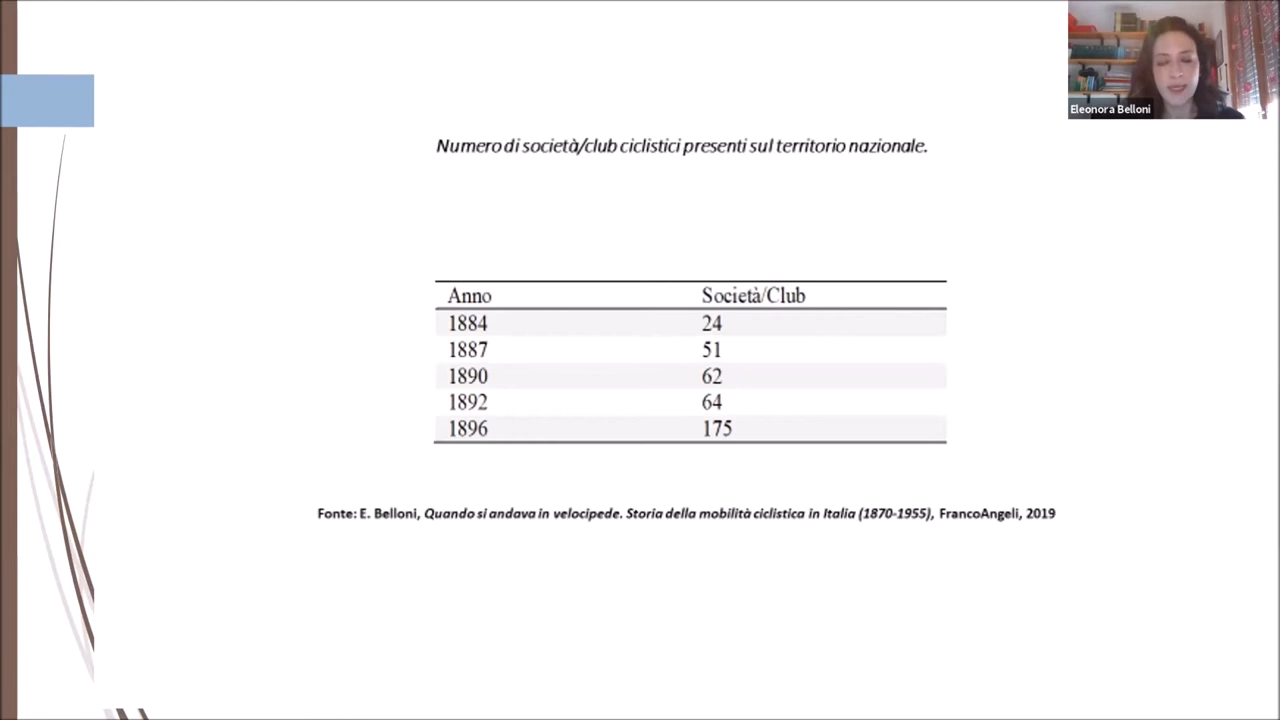 Eleonora Belloni
Numero di società/club ciclistici presenti sul territorio nazionale.
Anno Società/Club
1884 24
1887 51
1890 62
1892 64
1896 175
Fonte: E. Belloni, Quando si andava in velocipede. Storia della mobilità ciclistica in Italia (1870-1955), FrancoAngeli, 2019